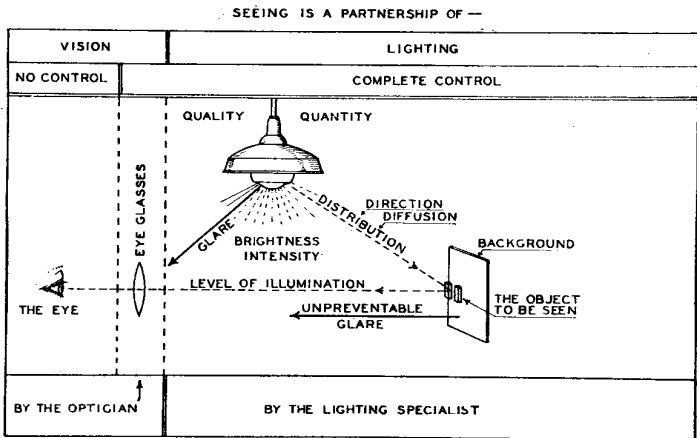 SEEING IS A PARTNERSHIP OF —
VISION
LIGHTING
NO CONTROL
COMPLETE CONTROL
QUALITY
QUANTITY
EYE GLASSES
GLARE
BRIGHTNESS
INTENSITY
DISTRIBUTION
DIRECTION
DIFFUSION
BACKGROUND
LEVEL OF ILLUMINATION
THE EYE
THE OBJECT
TO BE SEEN
UNPREVENTABLE
GLARE
BY THE OPTICIAN
BY THE LIGHTING SPECIALIST